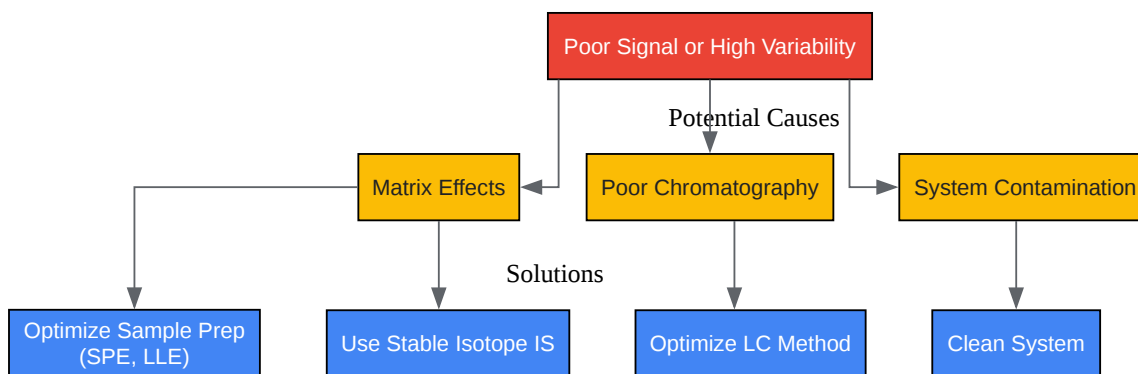 Poor Signal or High Variability
Potential Causes
Matrix Effects
Poor Chromatography
System Contamination
Solutions
Optimize Sample Prep
(SPE, LLE)
Use Stable Isotope IS
Optimize LC Method
Clean System